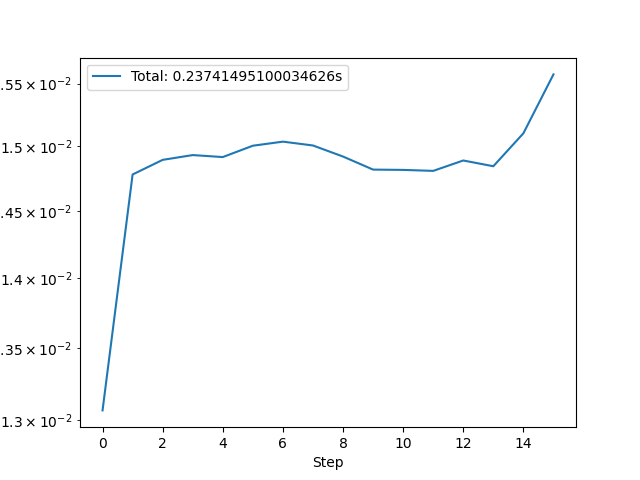 Total: 0.23741495100034626s
.55 × 10⁻²
1.5 × 10⁻²
.45 × 10⁻²
1.4 × 10⁻²
.35 × 10⁻²
1.3 × 10⁻²
0 2 4 6 8 10 12 14
Step